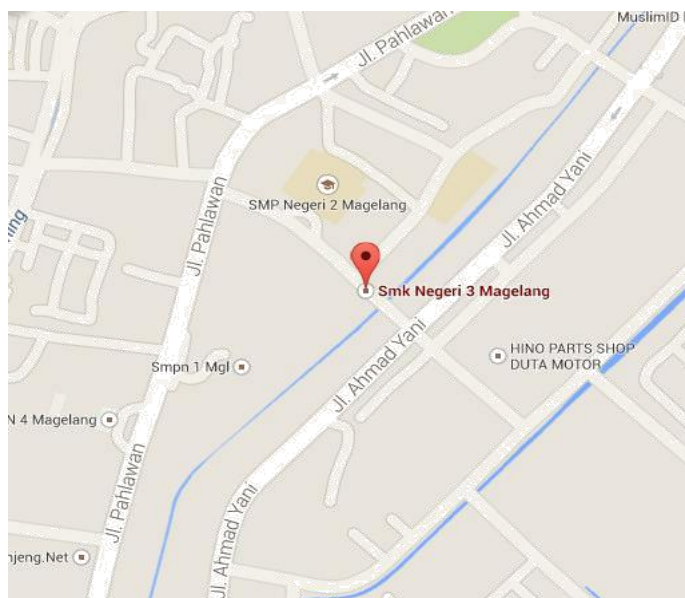 MuslimID
Jl. Pahlawan
SMP Negeri 2 Magelang
Jl. Ahmad Yani
ning
Jl. Pahlawan
Smk Negeri 3 Magelang
Jl. Ahmad Yani
HINO PARTS SHOP
DUTA MOTOR
Smpn 1 Mgl
N 4 Magelang
Jl. Pahlawan
Jl. Ahmad Yani
njeng.Net